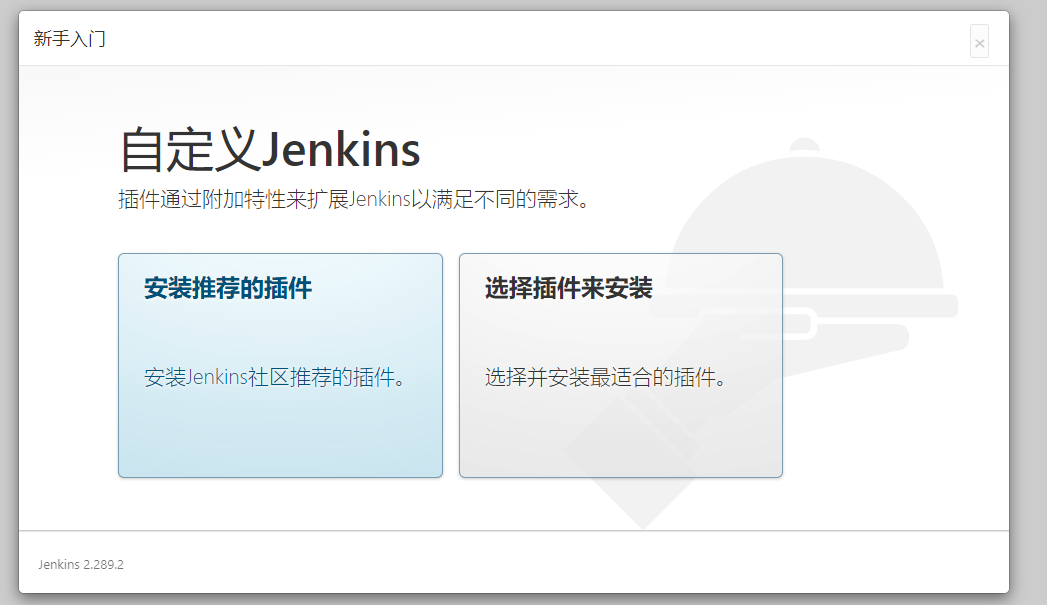 新手入门
×
自定义Jenkins
插件通过附加特性来扩展Jenkins以满足不同的需求。
安装推荐的插件
安装Jenkins社区推荐的插件。
选择插件来安装
选择并安装最适合的插件。
Jenkins 2.289.2